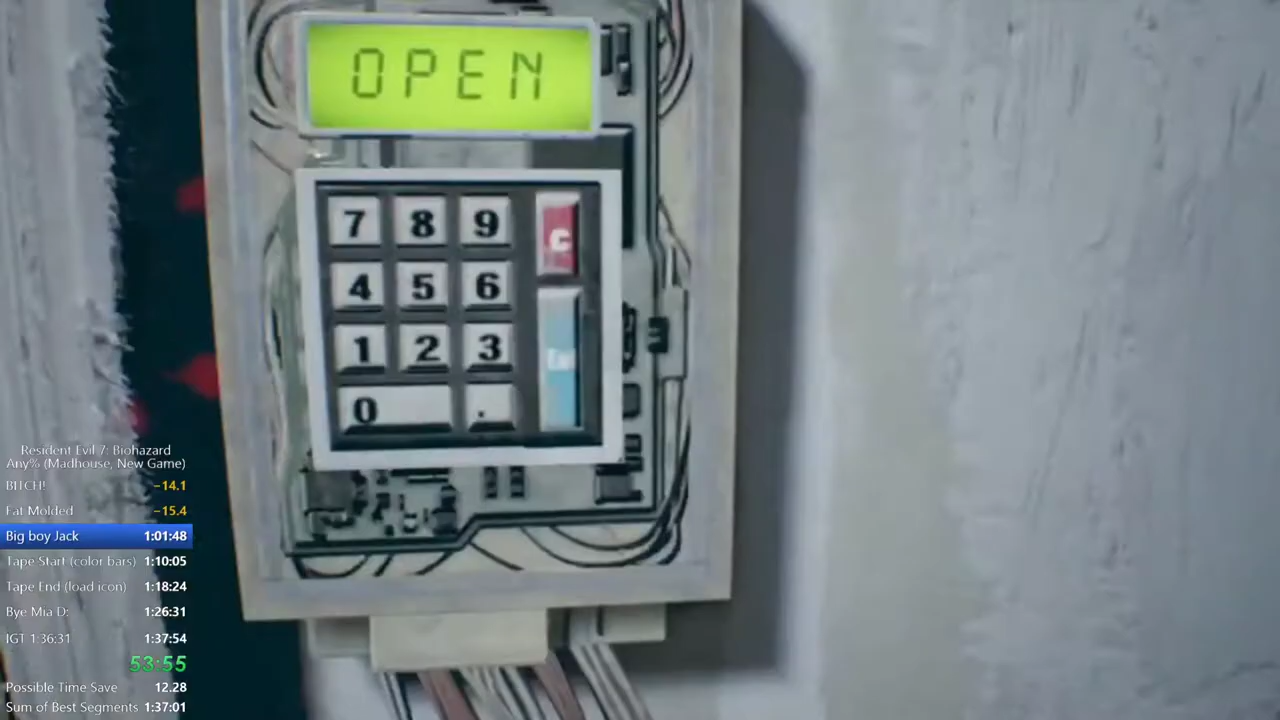 OPEN
7 8 9 C
4 5 6
1 2 3
0 .
Resident Evil 7: Biohazard
Any% (Madhouse, New Game)
BITCH! -14.1
Fat Molded -15.4
Big boy Jack 1:01:48
Tape Start (color bars) 1:10:05
Tape End (load icon) 1:18:24
Bye Mia D: 1:26:31
IGT 1:36:31 1:37:54
53:55
Possible Time Save 12.28
Sum of Best Segments 1:37:01